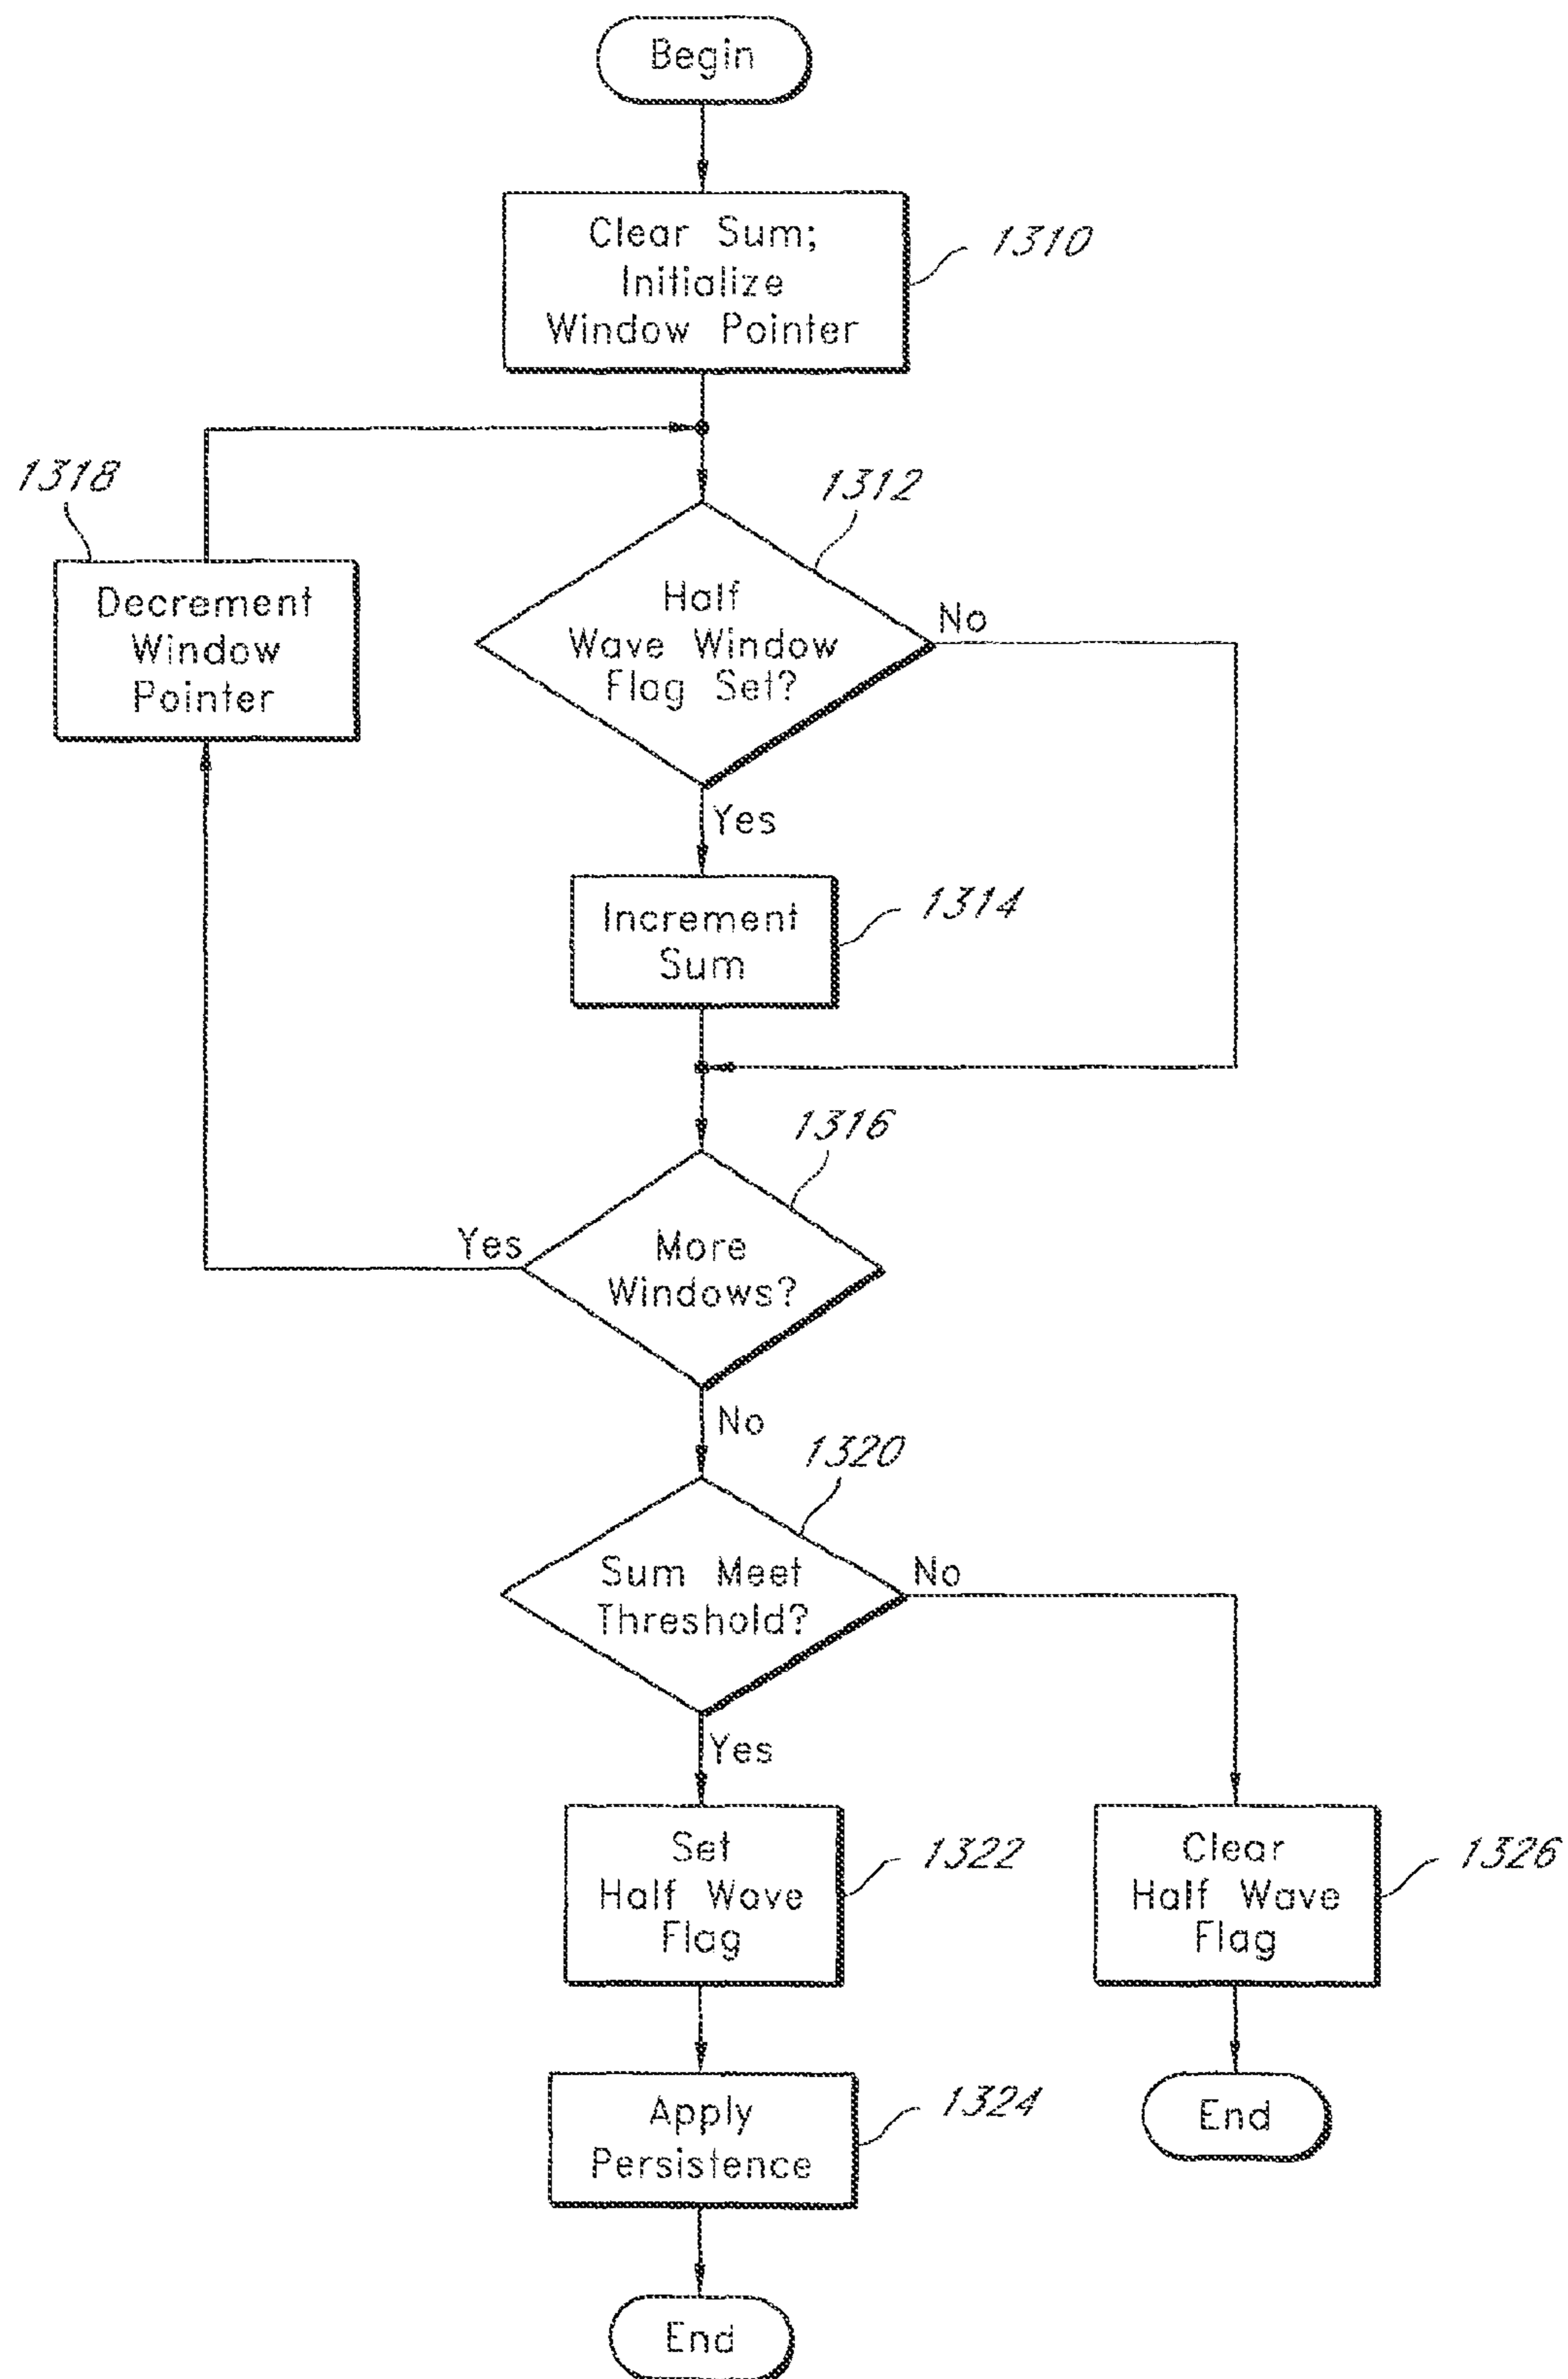 Begin
Clear Sum;
Initialize
Window Pointer
1310
1318
Decrement
Window
Pointer
1312
Half
Wave Window
Flag Set?
No
Yes
Increment
Sum
1314
1316
More
Windows?
Yes
No
1320
Sum Meet
Threshold?
No
Yes
Set
Half Wave
Flag
1322
Clear
Half Wave
Flag
1326
Apply
Persistence
1324
End
End